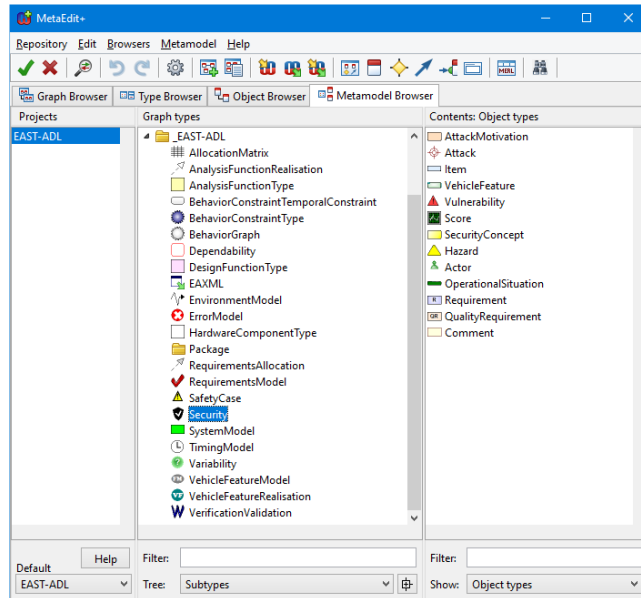 MetaEdit+
Repository Edit Browsers Metamodel Help
MERL
Graph Browser Type Browser Object Browser Metamodel Browser
Projects Graph types Contents: Object types
EAST-ADL
_EAST-ADL
AllocationMatrix
AnalysisFunctionRealisation
AnalysisFunctionType
BehaviorConstraintTemporalConstraint
BehaviorConstraintType
BehaviorGraph
Dependability
DesignFunctionType
EAXML
EnvironmentModel
ErrorModel
HardwareComponentType
Package
RequirementsAllocation
RequirementsModel
SafetyCase
Security
SystemModel
TimingModel
Variability
VehicleFeatureModel
VehicleFeatureRealisation
VerificationValidation
AttackMotivation
Attack
Item
VehicleFeature
Vulnerability
Score
SecurityConcept
Hazard
Actor
OperationalSituation
R Requirement
QR QualityRequirement
Comment
Default Help Filter: Filter:
EAST-ADL Tree: Subtypes Show: Object types